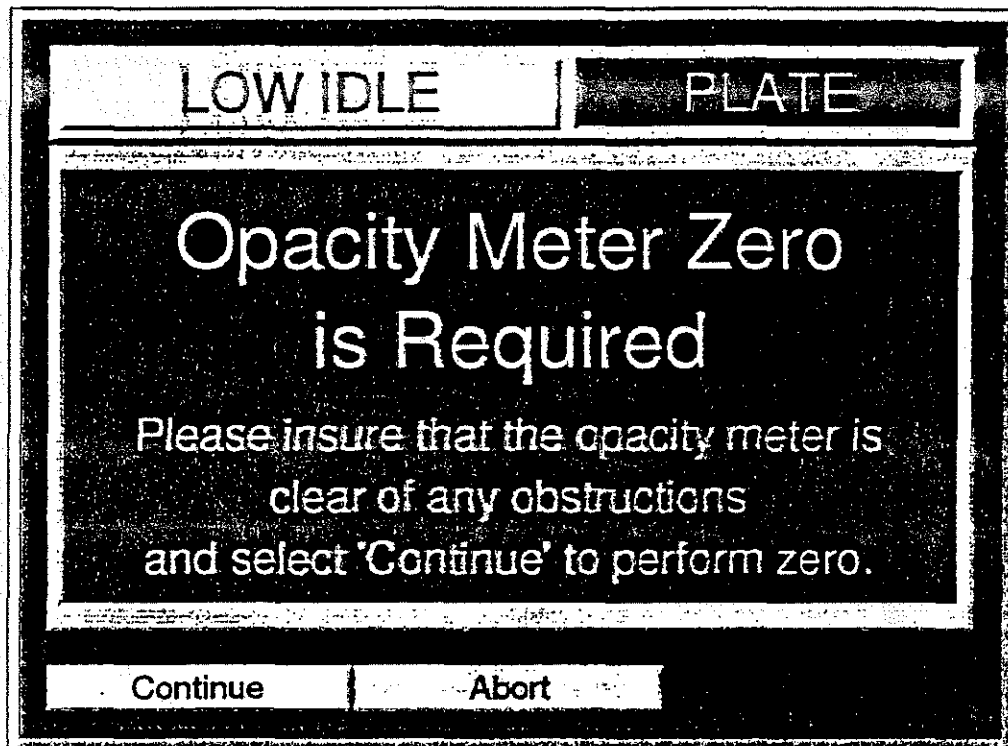 LOW IDLE PLATE
Opacity Meter Zero
is Required
Please insure that the opacity meter is
clear of any obstructions
and select 'Continue' to perform zero.
Continue Abort